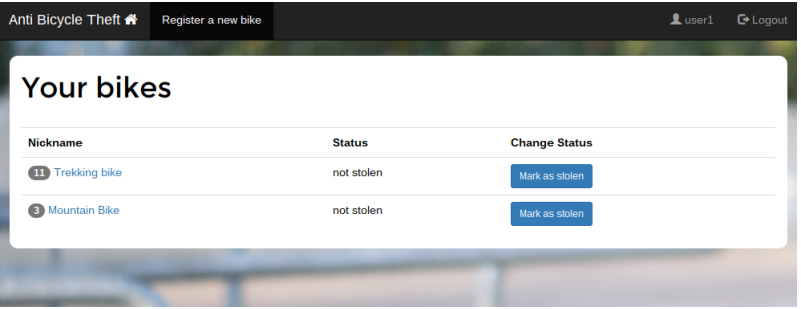 Anti Bicycle Theft Register a new bike user1 Logout
Your bikes
Nickname Status Change Status
11 Trekking bike not stolen Mark as stolen
3 Mountain Bike not stolen Mark as stolen